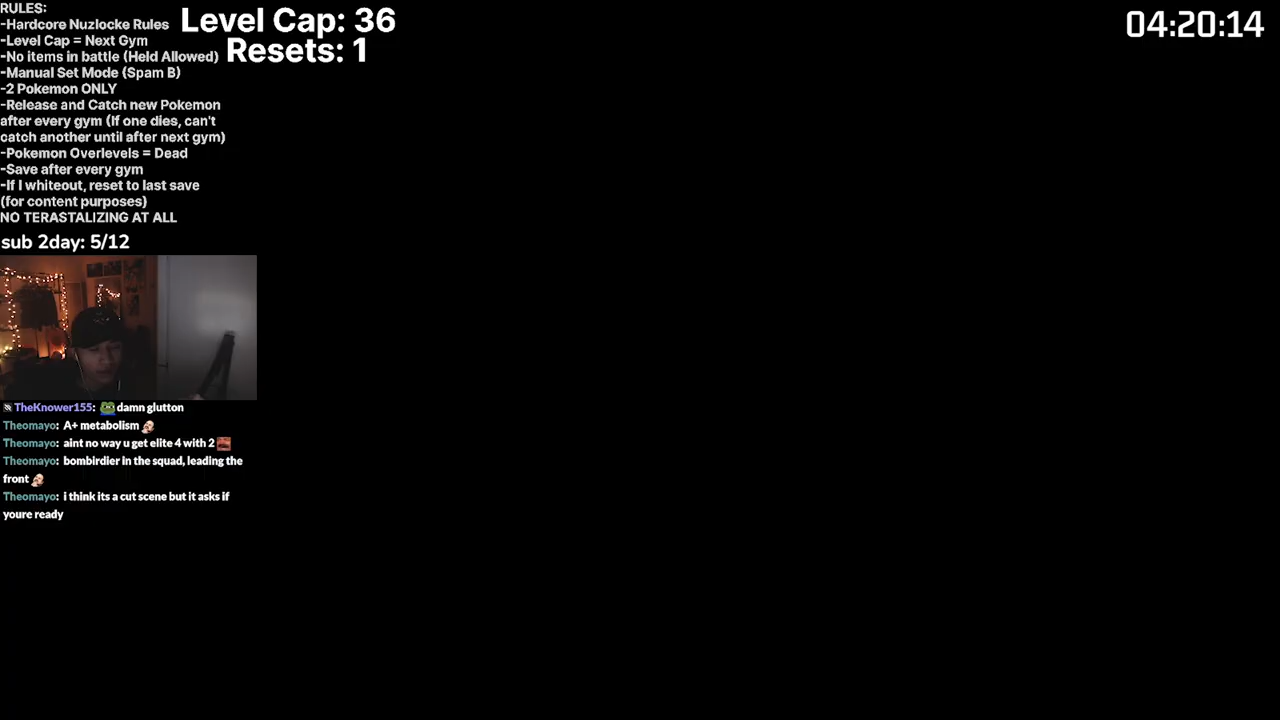 RULES:
-Hardcore Nuzlocke Rules
-Level Cap = Next Gym
-No items in battle (Held Allowed)
-Manual Set Mode (Spam B)
-2 Pokemon ONLY
-Release and Catch new Pokemon
after every gym (If one dies, can't
catch another until after next gym)
-Pokemon Overlevels = Dead
-Save after every gym
-If I whiteout, reset to last save
(for content purposes)
NO TERASTALIZING AT ALL
Level Cap: 36
Resets: 1
04:20:14
sub 2day: 5/12
TheKnower155: damn glutton
Theomayo: A+ metabolism
Theomayo: aint no way u get elite 4 with 2
Theomayo: bombirdier in the squad, leading the
front
Theomayo: i think its a cut scene but it asks if
youre ready